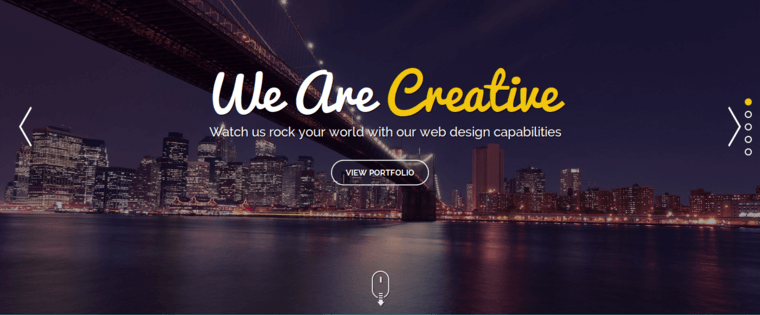 We Are Creative
Watch us rock your world with our web design capabilities
VIEW PORTFOLIO